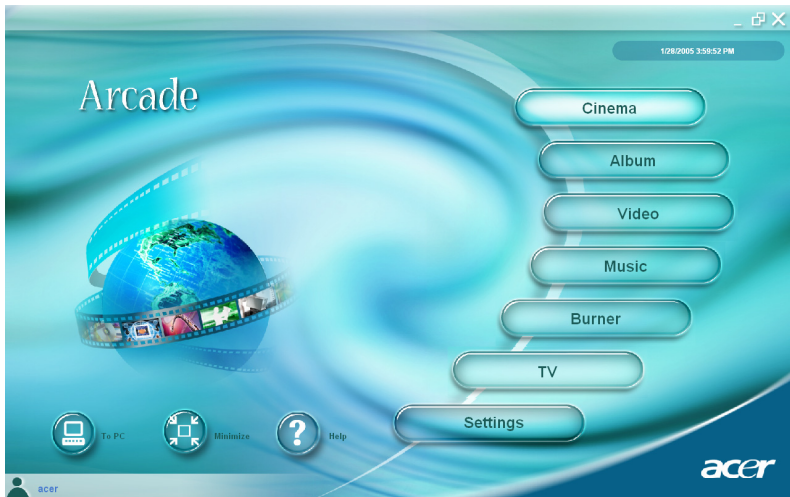 1/28/2005 3:59:52 PM
Arcade
Cinema
Album
Video
Music
Burner
TV
Settings
To PC
Minimize
Help
acer
acer